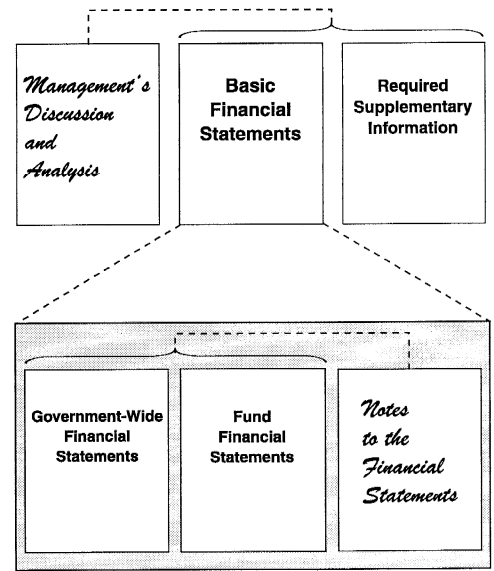 Management's
Discussion
and
Analysis
Basic
Financial
Statements
Required
Supplementary
Information
Government-Wide
Financial
Statements
Fund
Financial
Statements
Notes
to the
Financial
Statements